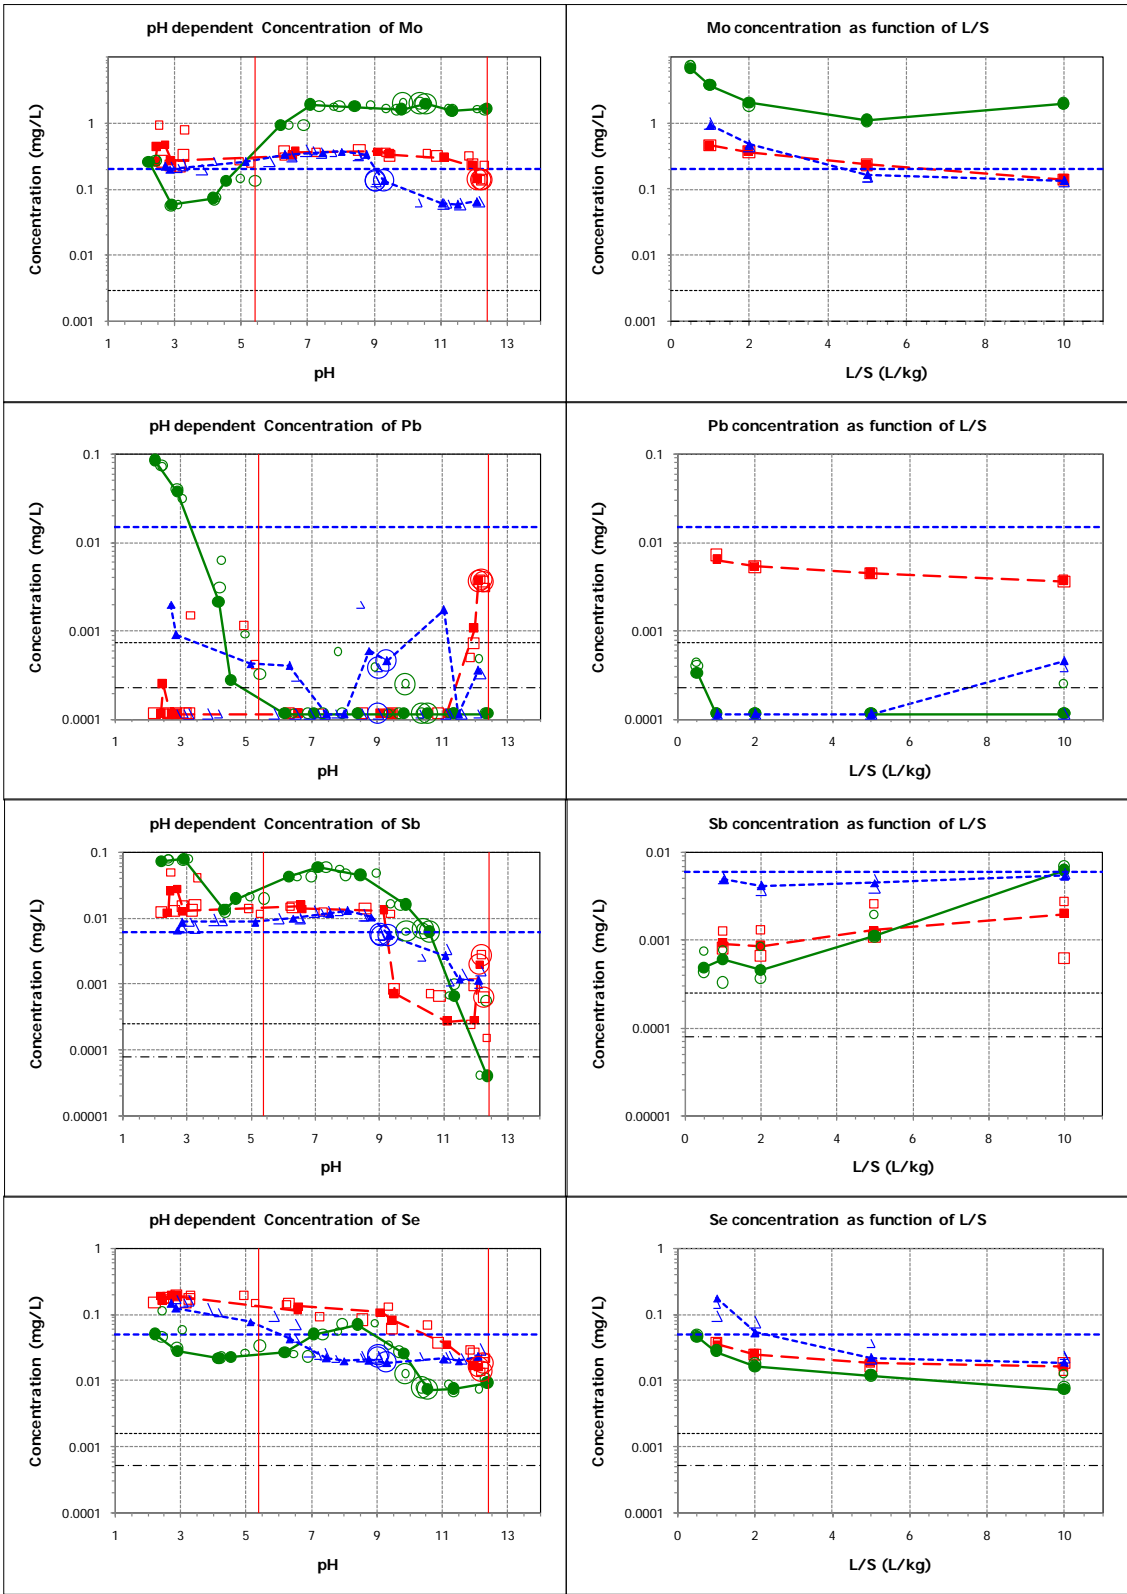 pH dependent Concentration of Mo
Concentration (mg/L)
1
0.1
0.01
0.001
1 3 5 7 9 11 13
pH
Mo concentration as function of L/S
Concentration (mg/L)
1
0.1
0.01
0.001
0 2 4 6 8 10
L/S (L/kg)
pH dependent Concentration of Pb
Concentration (mg/L)
0.1
0.01
0.001
0.0001
1 3 5 7 9 11 13
pH
Pb concentration as function of L/S
Concentration (mg/L)
0.1
0.01
0.001
0.0001
0 2 4 6 8 10
L/S (L/kg)
pH dependent Concentration of Sb
Concentration (mg/L)
0.1
0.01
0.001
0.0001
0.00001
1 3 5 7 9 11 13
pH
Sb concentration as function of L/S
Concentration (mg/L)
0.01
0.001
0.0001
0.00001
0 2 4 6 8 10
L/S (L/kg)
pH dependent Concentration of Se
Concentration (mg/L)
1
0.1
0.01
0.001
0.0001
1 3 5 7 9 11 13
pH
Se concentration as function of L/S
Concentration (mg/L)
1
0.1
0.01
0.001
0.0001
0 2 4 6 8 10
L/S (L/kg)